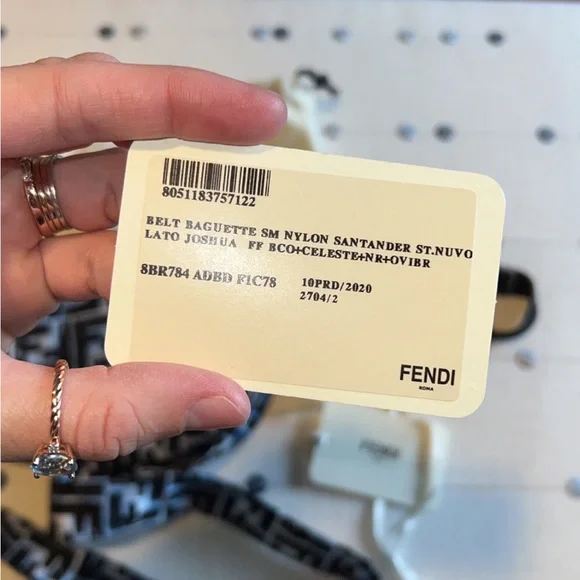 8051183757122
BELT BAGUETTE SM NYLON SANTANDER ST.NUVO
LATO JOSHUA FF BCO+CELESTE+NR+OVIBR
8BR784 ADBD F1C78
10PRD/2020
2704/2
FENDI
ROMA
FENDI